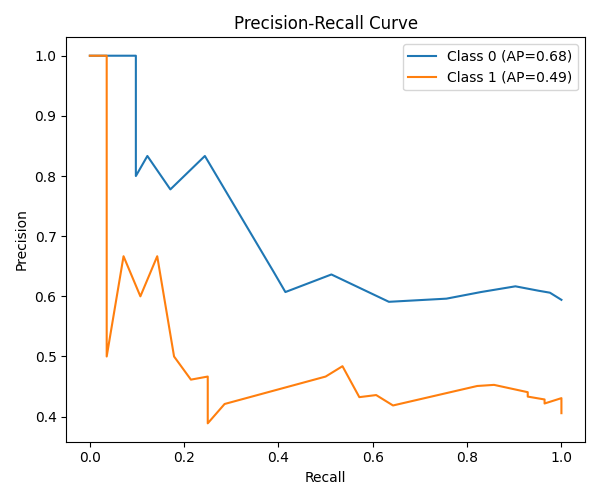 Precision-Recall Curve
Class 0 (AP=0.68)
Class 1 (AP=0.49)
Precision
1.0
0.9
0.8
0.7
0.6
0.5
0.4
0.0 0.2 0.4 0.6 0.8 1.0
Recall